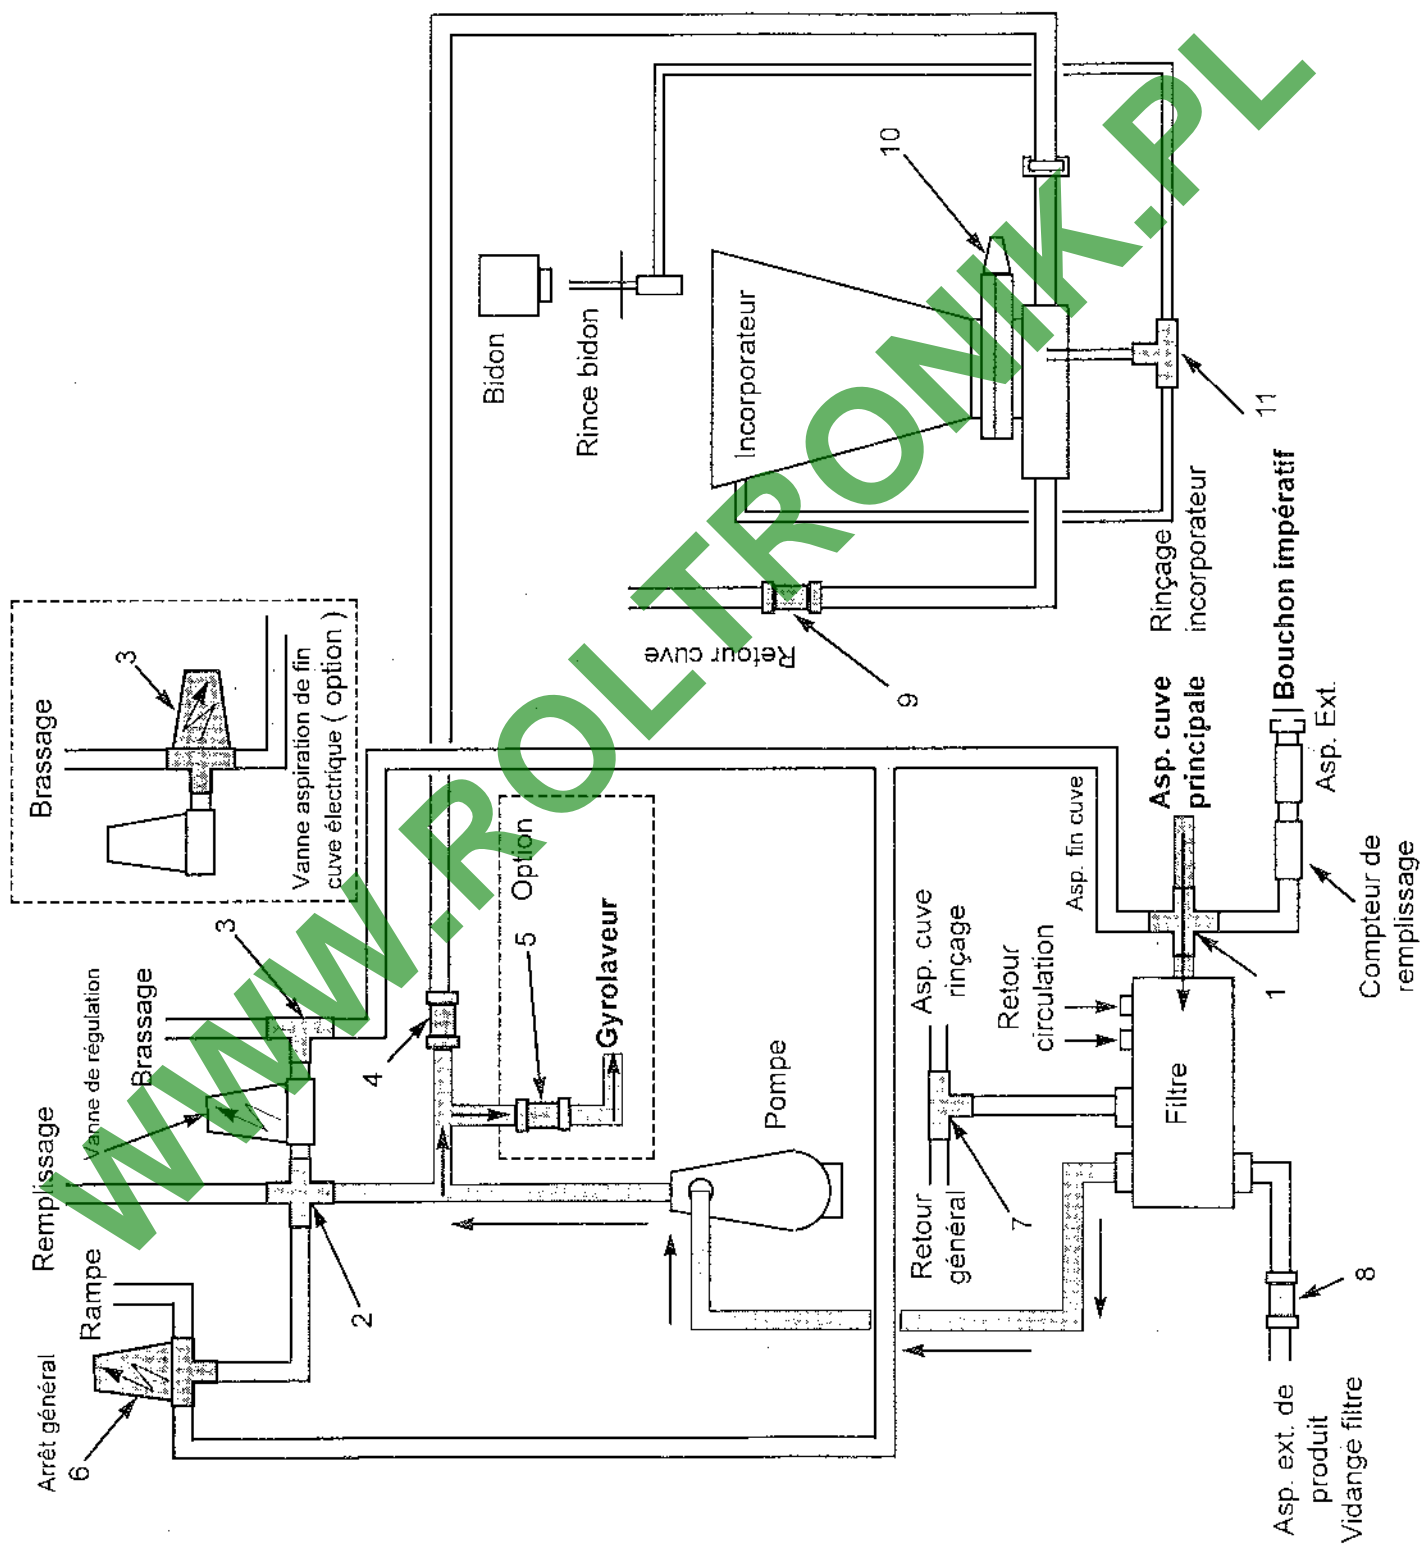 Arrêt général
6
Rampe
Remplissage
Vanne de régulation
Brassage
3
2
Brassage
3
Vanne aspiration de fin
cuve électrique ( option )
4
Option
5
Gyrolaveur
Pompe
Bidon
Rince bidon
Incorporateur
10
11
Retour cuve
9
Rinçage
incorporateur
Retour
général
7
Asp. cuve
rinçage
Retour
circulation
Asp. fin cuve
Asp. cuve
principale
Bouchon impératif
Asp. Ext.
Compteur de
remplissage
1
Filtre
8
Asp. ext. de
produit
Vidange filtre
WWW.ROLTRONIK.PL